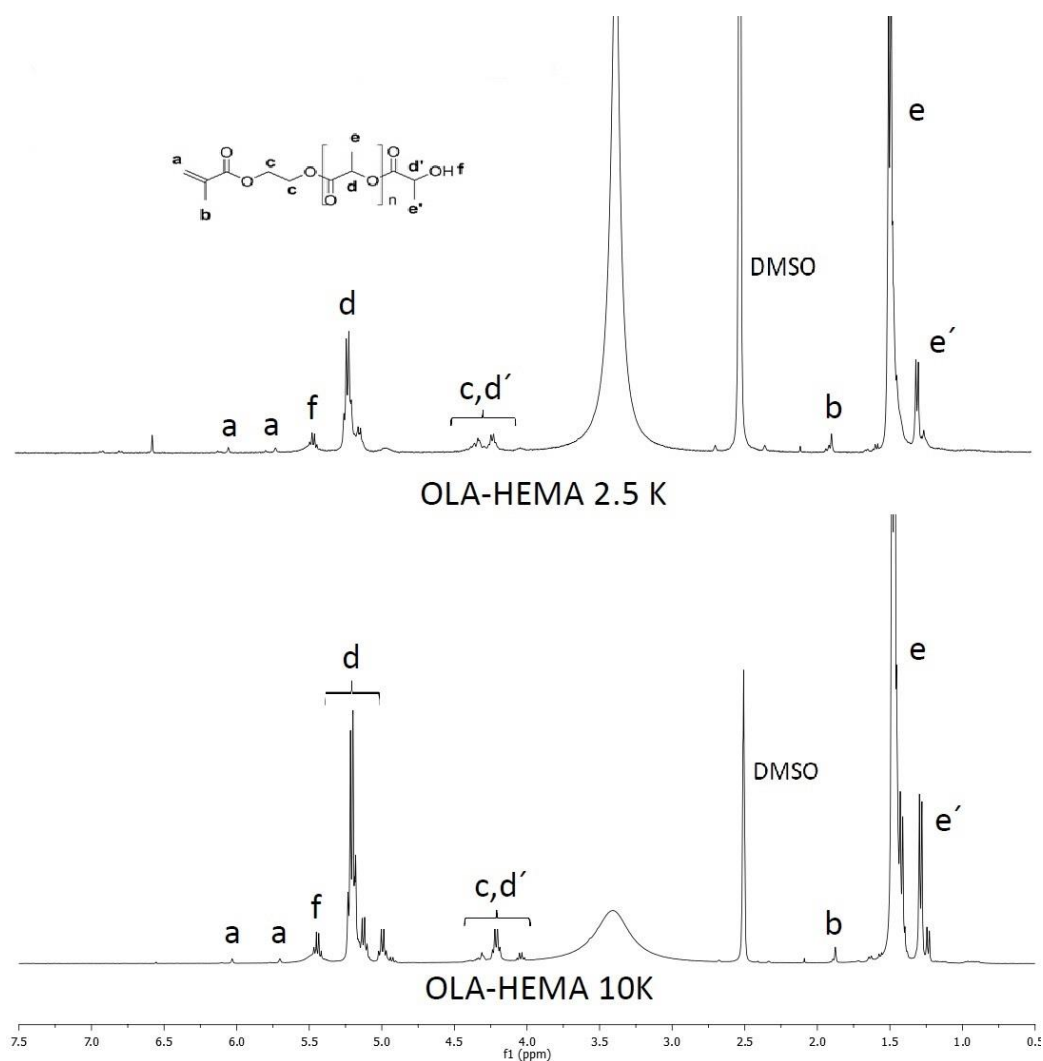 e
a
O
c
O
d'
OH f
O
c
O
O
d
O
n
e'
b
e
DMSO
d
e´
c,d´
f
b
a a
OLA-HEMA 2.5 K
d
e
DMSO
e´
c,d´
f
b
a a
OLA-HEMA 10K
7.5 7.0 6.5 6.0 5.5 5.0 4.5 4.0 3.5 3.0 2.5 2.0 1.5 1.0 0.5
f1 (ppm)